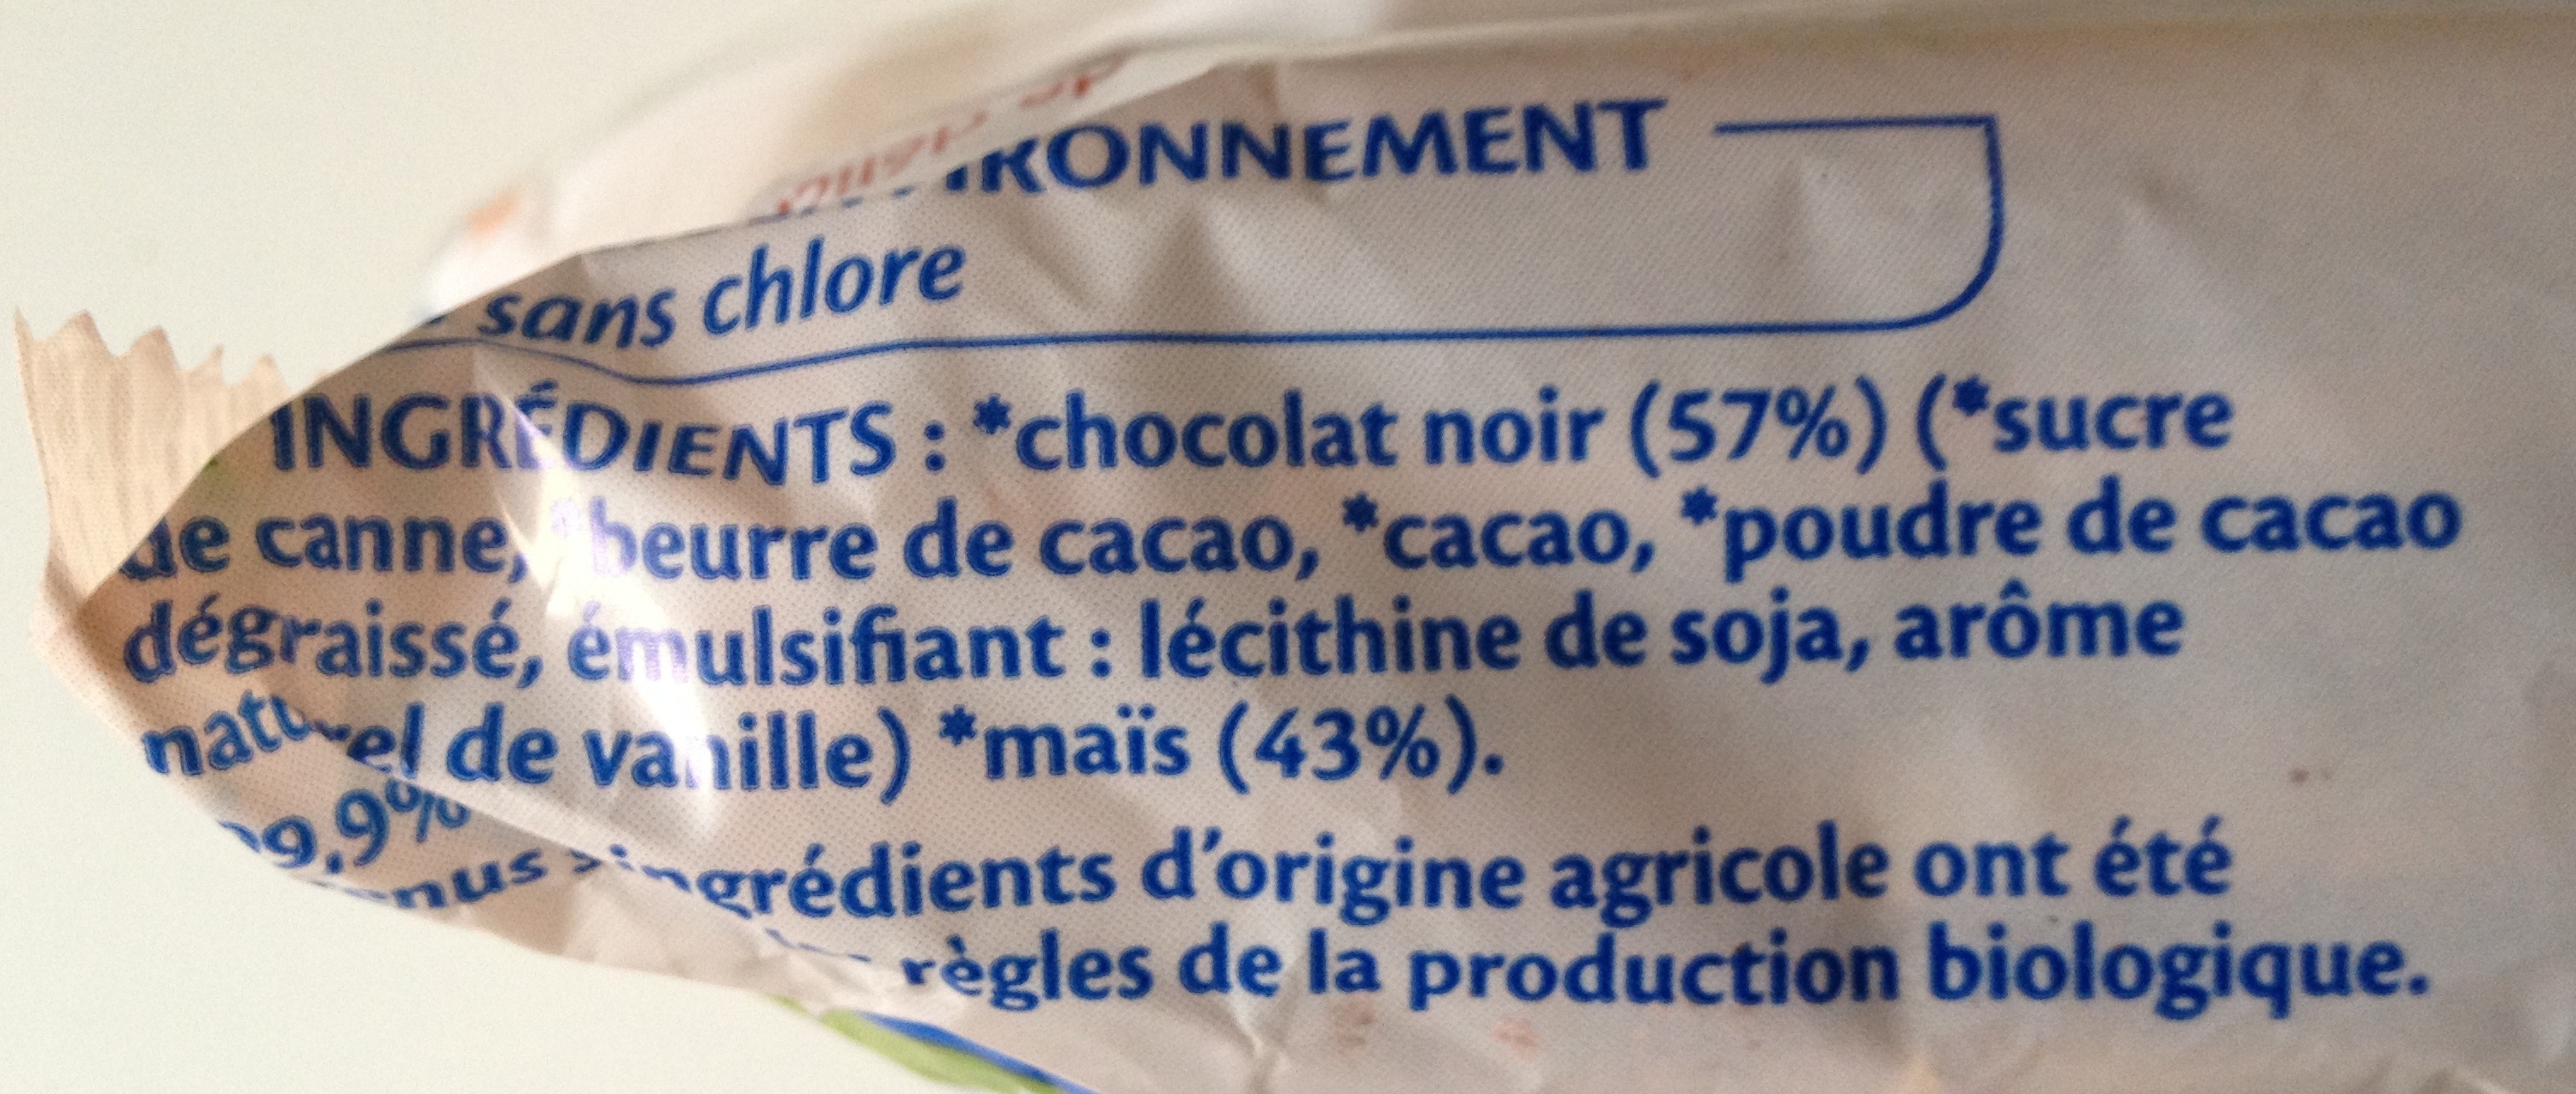 sans chlore
INGRÉDIENTS : *chocolat noir (57%) (*sucre
de canne, *beurre de cacao, *cacao, *poudre de cacao
dégraissé, émulsifiant : lécithine de soja, arôme
naturel de vanille) *maïs (43%).
ingrédients d'origine agricole ont été
règles de la production biologique.